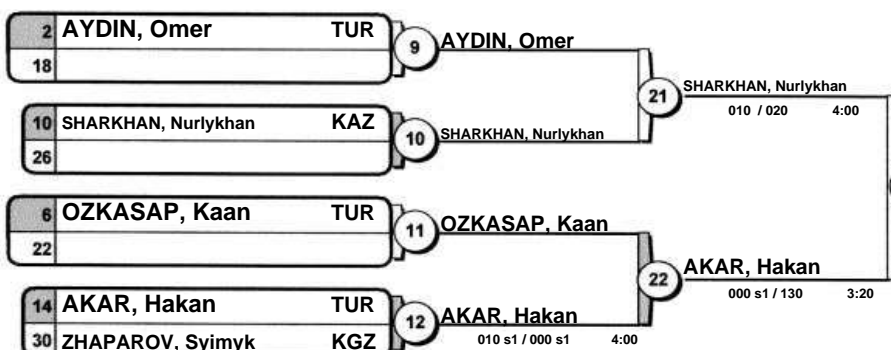 2 AYDIN, Omer TUR
18
9 AYDIN, Omer
10 SHARKHAN, Nurlykhan KAZ
26
10 SHARKHAN, Nurlykhan
21 SHARKHAN, Nurlykhan
010 / 020 4:00
6 OZKASAP, Kaan TUR
22
11 OZKASAP, Kaan
14 AKAR, Hakan TUR
30 ZHAPAROV, Syimyk KGZ
12 AKAR, Hakan
010 s1 / 000 s1 4:00
22 AKAR, Hakan
000 s1 / 130 3:20